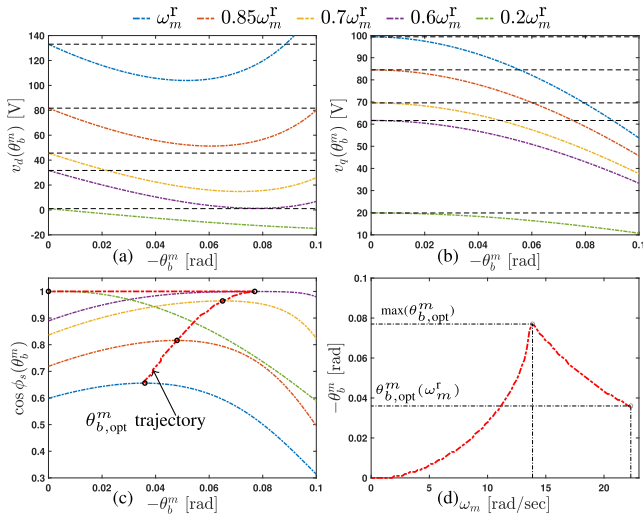 ω_m^r 0.85ω_m^r 0.7ω_m^r 0.6ω_m^r 0.2ω_m^r
140
120
100
80
60
40
20
0
-20
v_d(θ_b^m) [V]
0 0.02 0.04 0.06 0.08 0.1
(a) −θ_b^m [rad]
100
90
80
70
60
50
40
30
20
10
v_q(θ_b^m) [V]
0 0.02 0.04 0.06 0.08 0.1
(b) −θ_b^m [rad]
1
0.9
0.8
0.7
0.6
0.5
0.4
0.3
cos ϕ_s(θ_b^m)
θ_{b,opt}^m trajectory
0 0.02 0.04 0.06 0.08 0.1
(c) −θ_b^m [rad]
0.1
0.08
0.06
0.04
0.02
0
−θ_b^m [rad]
max(θ_{b,opt}^m)
θ_{b,opt}^m(ω_m^r)
0 5 10 15 20
(d) ω_m [rad/sec]